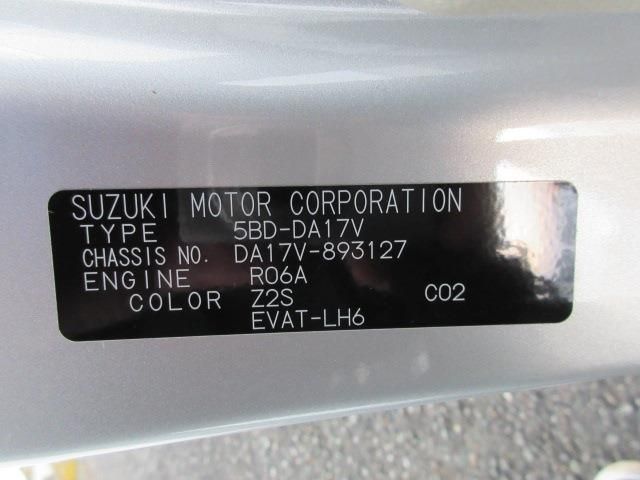 SUZUKI MOTOR CORPORATION
TYPE 5BD-DA17V
CHASSIS NO. DA17V-893127
ENGINE R06A
COLOR Z2S C02
EVAT-LH6